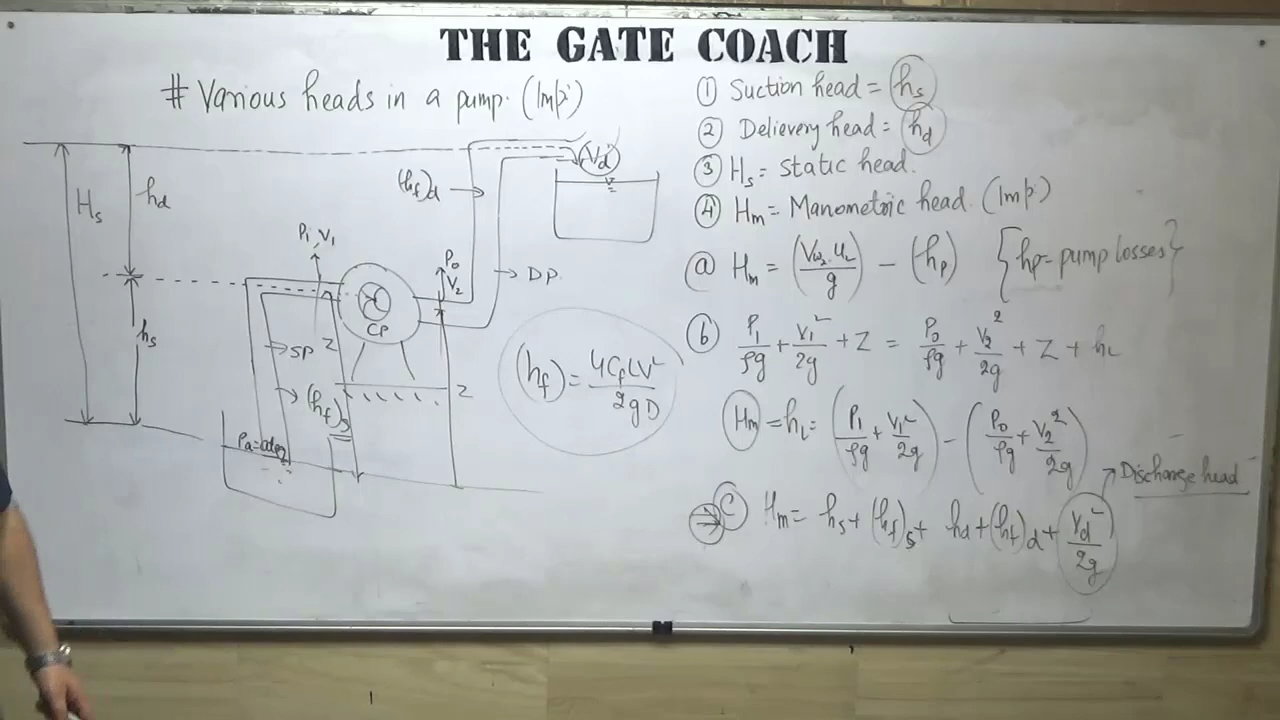 THE GATE COACH
# Various heads in a pump. (Imp.)
Hs
hd
hs
P1 V1
(hf)d
Vd
P0
V2
DP
CP
SP
Z
Z
(hf)s
(hf) = 4CfLV²/2gD
① Suction head = hs
② Delievery head = hd
③ Hs = static head.
④ Hm = Manometric head. (Imp.)
ⓐ Hm = (Vw2.u2/g) - (hp) {hp = pump losses}
ⓑ P1/ρg + V1²/2g + Z = P0/ρg + V2²/2g + Z + hL
Hm = hL = (P1/ρg + V1²/2g) - (P0/ρg + V2²/2g)
→ Discharge head
→ ⓒ Hm = hs + (hf)s + hd + (hf)d + Vd²/2g